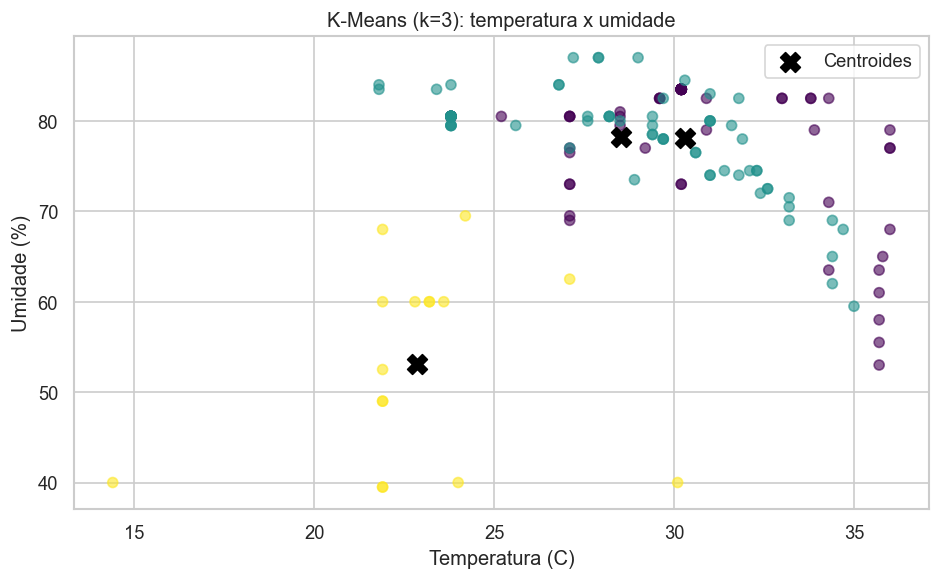 K-Means (k=3): temperatura x umidade
Centroides
Umidade (%)
80
70
60
50
40
15 20 25 30 35
Temperatura (C)